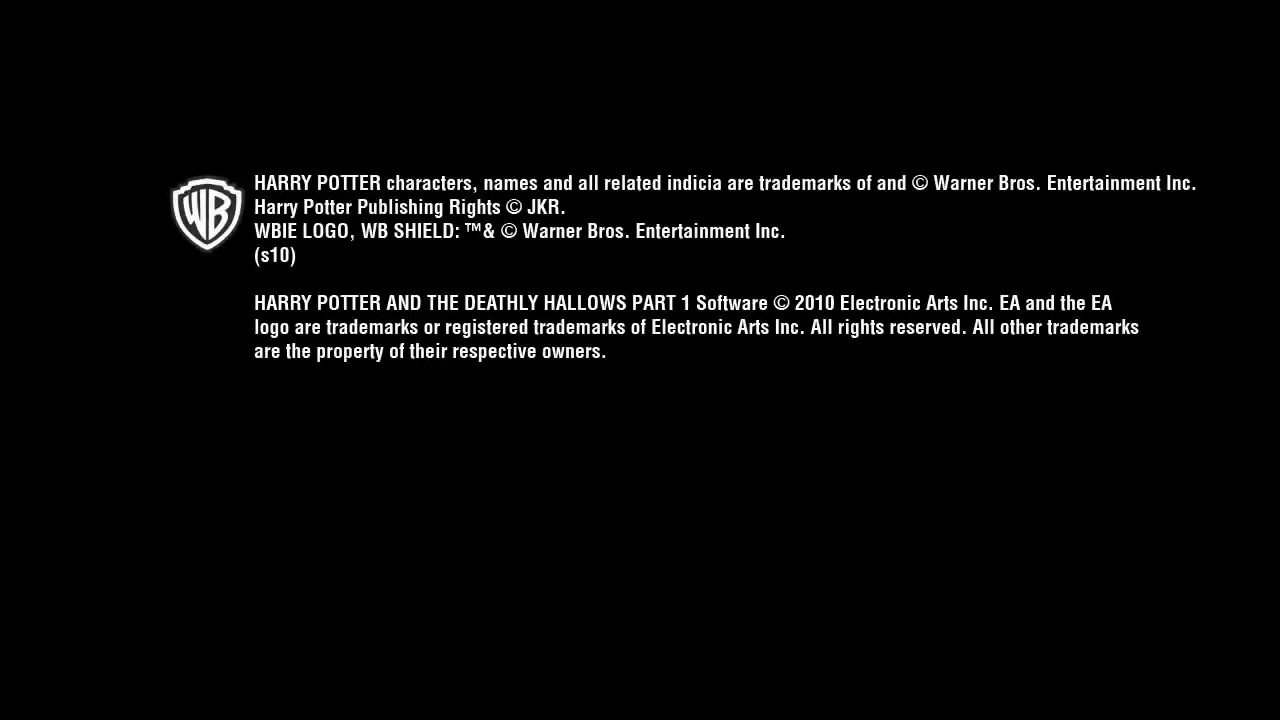 WB
HARRY POTTER characters, names and all related indicia are trademarks of and © Warner Bros. Entertainment Inc.
Harry Potter Publishing Rights © JKR.
WBIE LOGO, WB SHIELD: ™& © Warner Bros. Entertainment Inc.
(s10)
HARRY POTTER AND THE DEATHLY HALLOWS PART 1 Software © 2010 Electronic Arts Inc. EA and the EA
logo are trademarks or registered trademarks of Electronic Arts Inc. All rights reserved. All other trademarks
are the property of their respective owners.